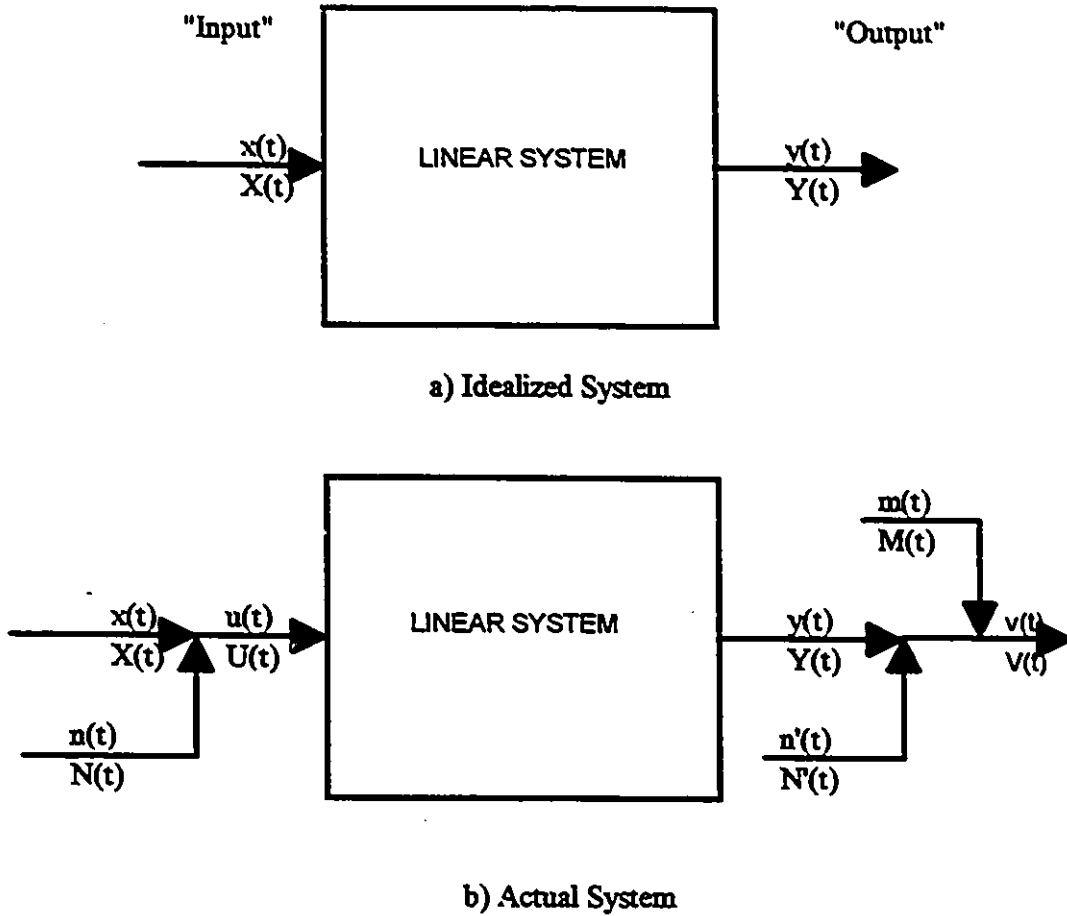 "Input"
"Output"
x(t)
X(t)
LINEAR SYSTEM
y(t)
Y(t)
a) Idealized System
m(t)
M(t)
x(t)
X(t)
u(t)
U(t)
LINEAR SYSTEM
y(t)
Y(t)
v(t)
V(t)
n(t)
N(t)
n'(t)
N'(t)
b) Actual System